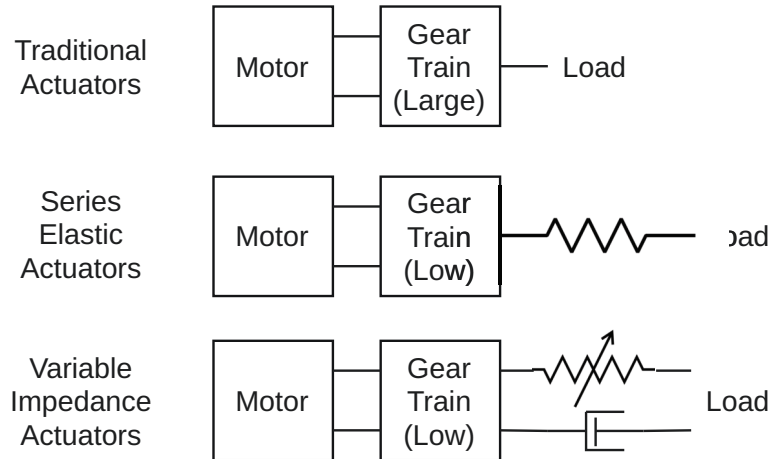 Traditional
Actuators
Motor
Gear
Train
(Large)
Load
Series
Elastic
Actuators
Motor
Gear
Train
(Low)
oad
Variable
Impedance
Actuators
Motor
Gear
Train
(Low)
Load